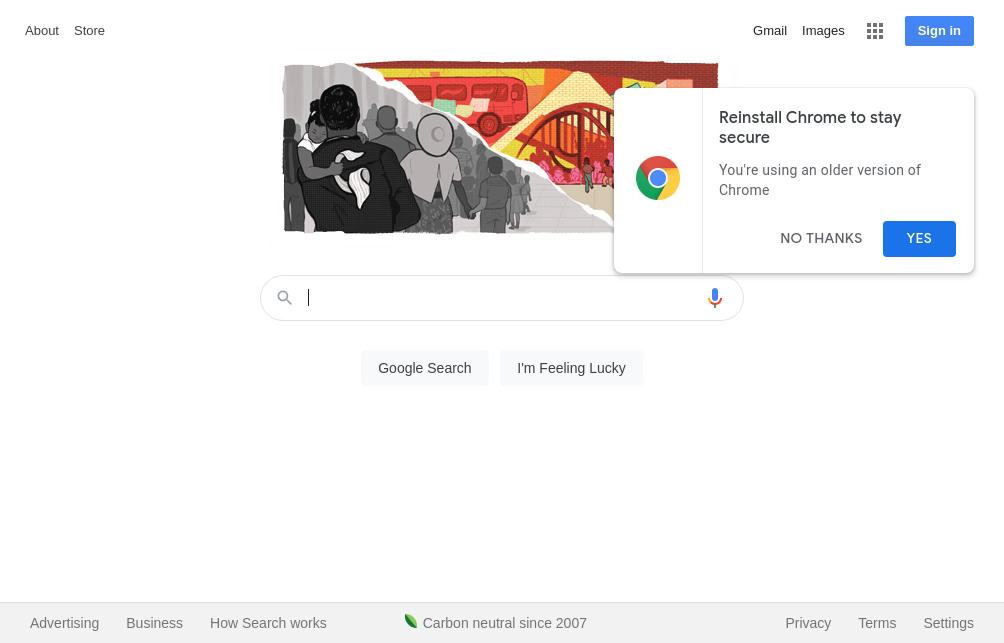 About Store Gmail Images Sign in
Reinstall Chrome to stay
secure
You're using an older version of
Chrome
NO THANKS YES
Google Search I'm Feeling Lucky
Advertising Business How Search works Carbon neutral since 2007 Privacy Terms Settings